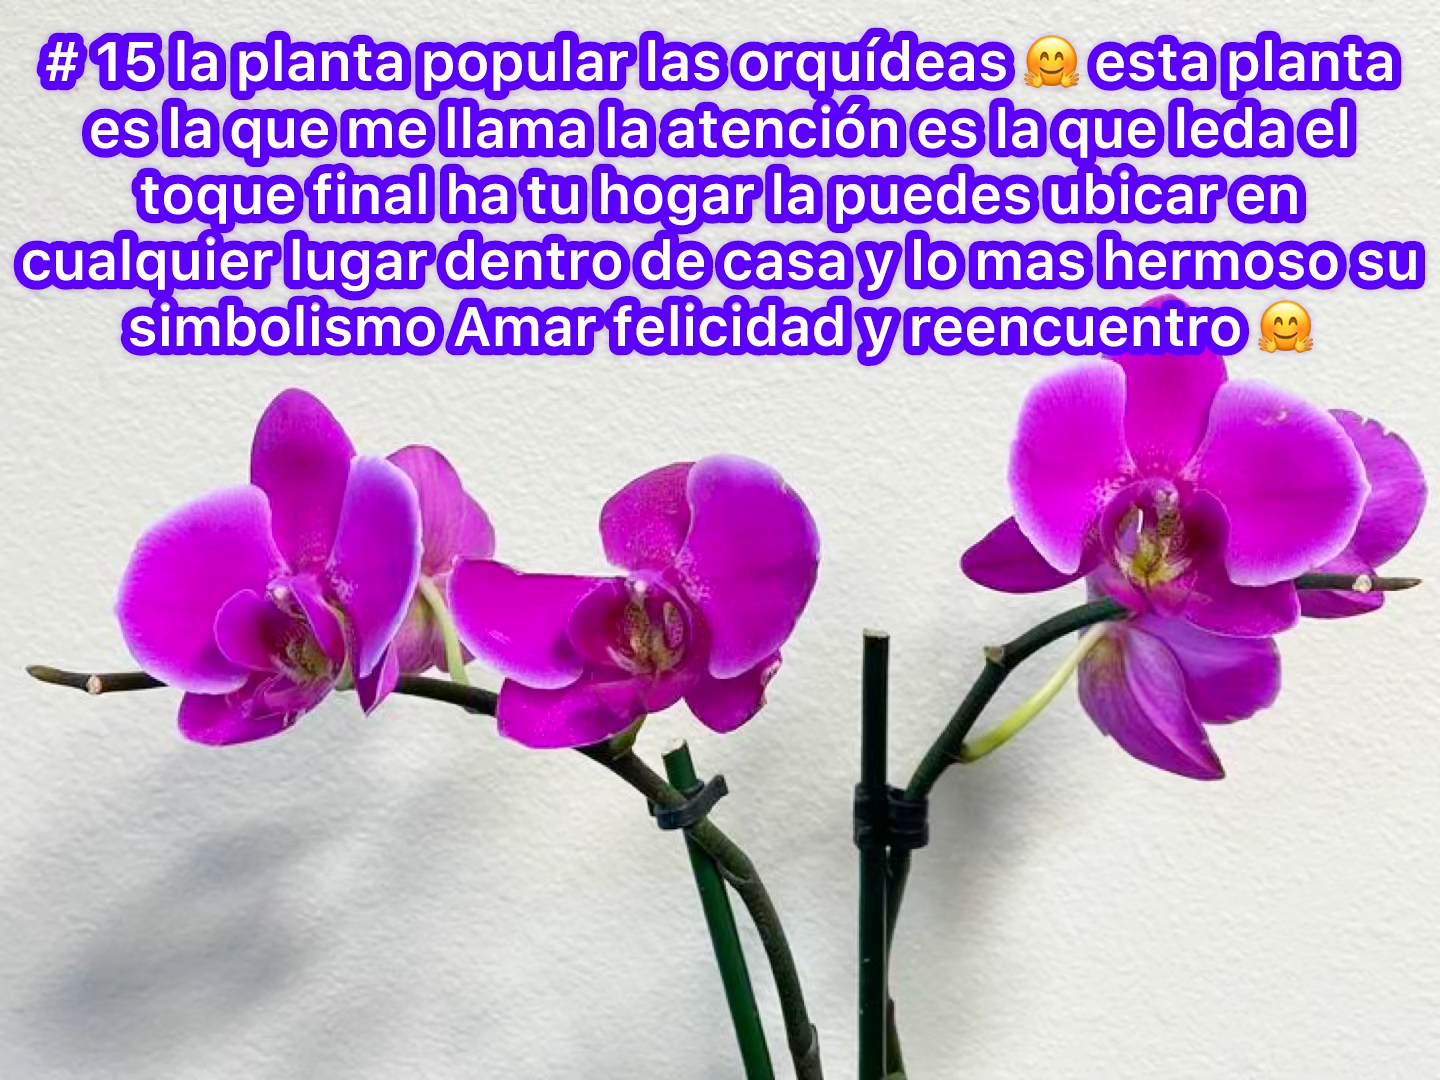 # 15 la planta popular las orquídeas 🤗 esta planta
es la que me llama la atención es la que leda el
toque final ha tu hogar la puedes ubicar en
cualquier lugar dentro de casa y lo mas hermoso su
simbolismo Amar felicidad y reencuentro 🤗